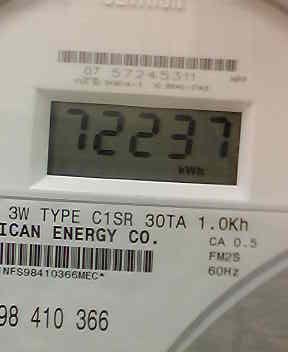 07 57245311
72237
kWh
3W TYPE C1SR 30TA 1.0Kh
ICAN ENERGY CO.
CA 0.5
FM2S
NFS98410366MEC*
60Hz
98 410 366